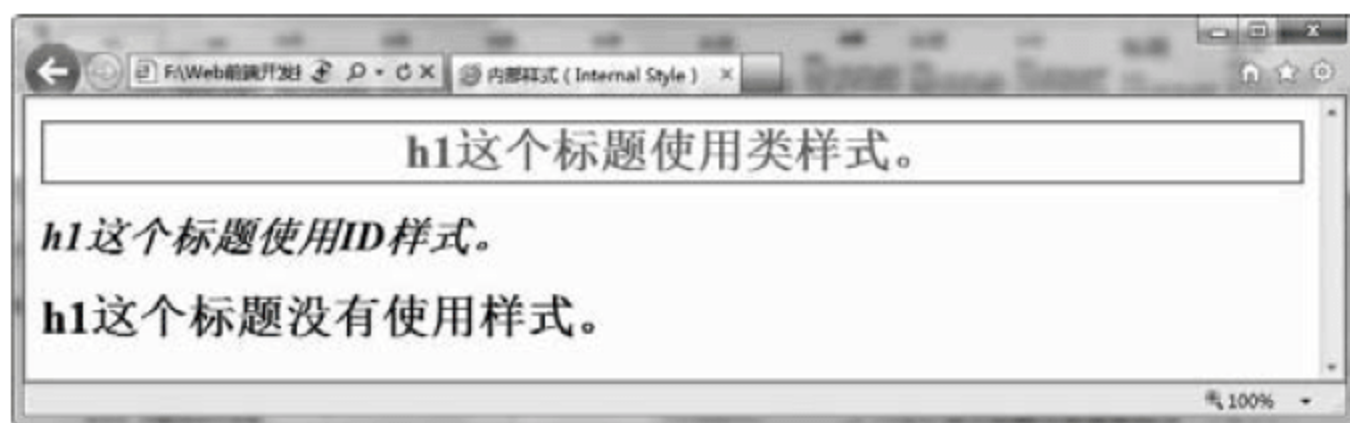 内部样式 ( Internal Style )
h1这个标题使用类样式。
h1这个标题使用ID样式。
h1这个标题没有使用样式。
100%